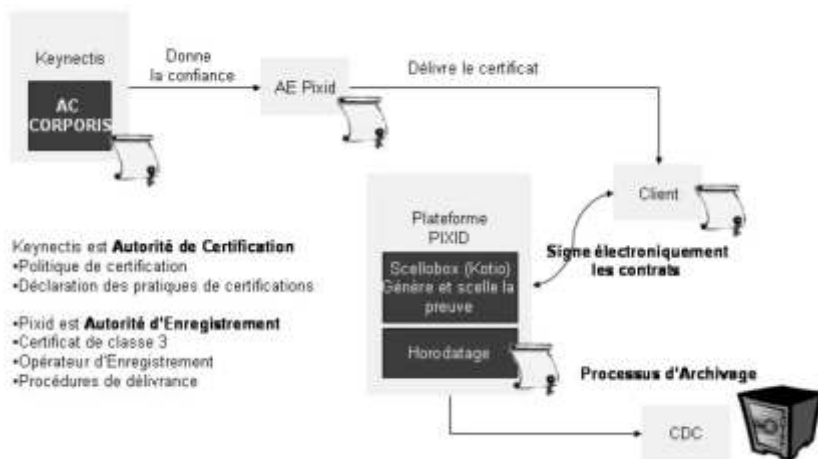 Keynectis
AC
CORPORIS
Donne
la confiance
AE Pixid
Délivre le certificat
Client
Plateforme
PIXID
Scellobox (Kotio)
Génère et scelle la
preuve
Horodatage
Signe électroniquement
les contrats
Keynectis est Autorité de Certification
•Politique de certification
•Déclaration des pratiques de certifications
•Pixid est Autorité d'Enregistrement
•Certificat de classe 3
•Opérateur d'Enregistrement
•Procédures de délivrance
Processus d'Archivage
CDC